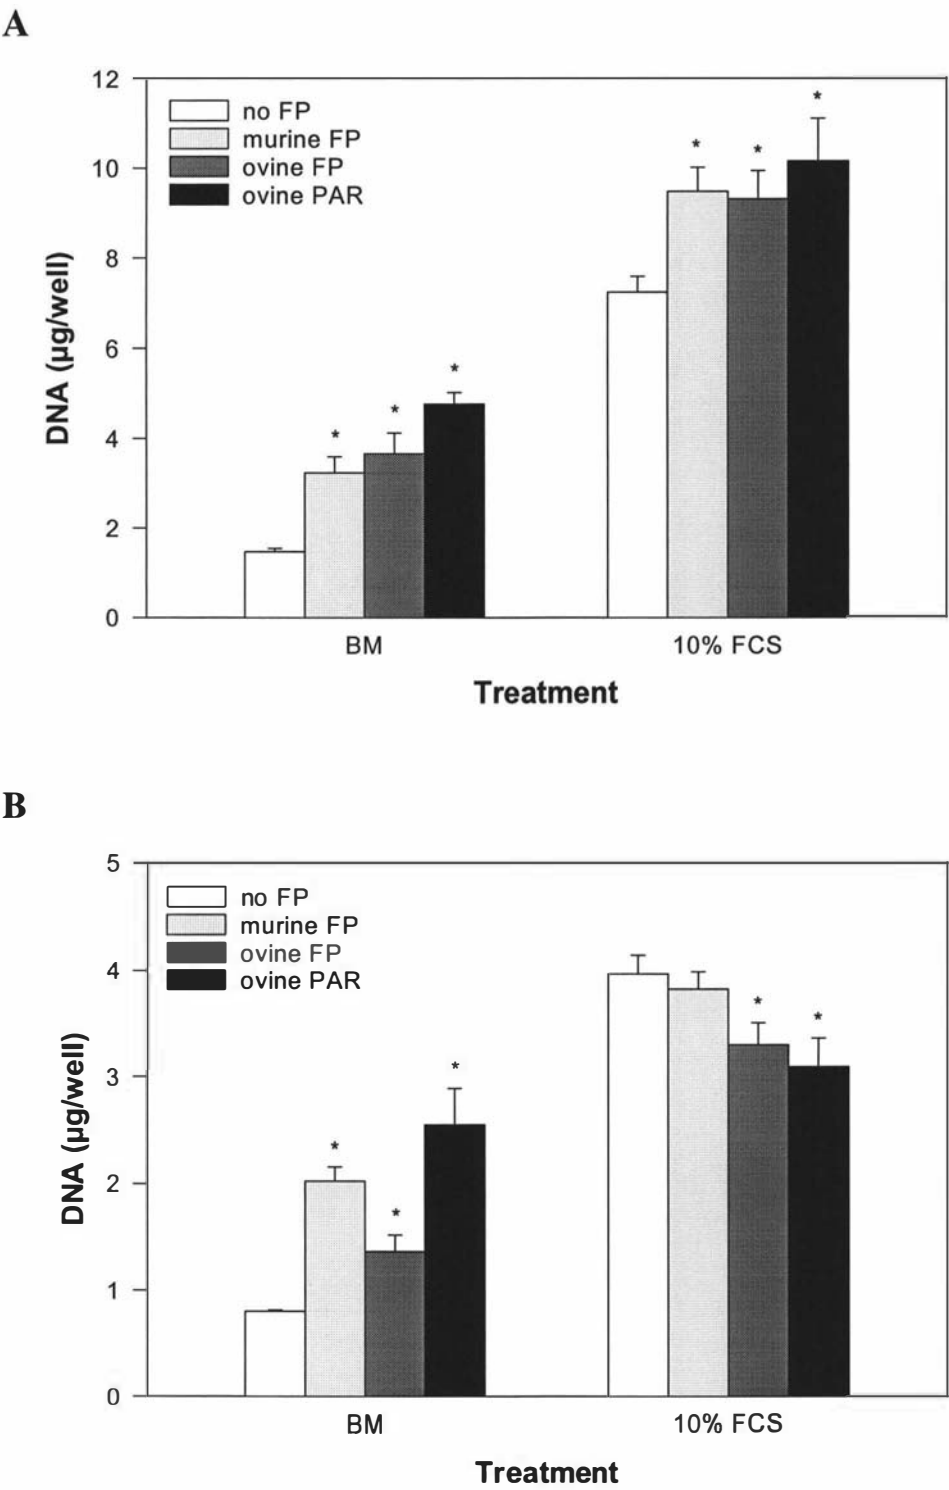 A
12
10
8
6
4
2
0
DNA (µg/well)
no FP
murine FP
ovine FP
ovine PAR
*
*
*
*
*
*
BM
10% FCS
Treatment
B
5
4
3
2
1
0
DNA (µg/well)
no FP
murine FP
ovine FP
ovine PAR
*
*
*
*
*
BM
10% FCS
Treatment